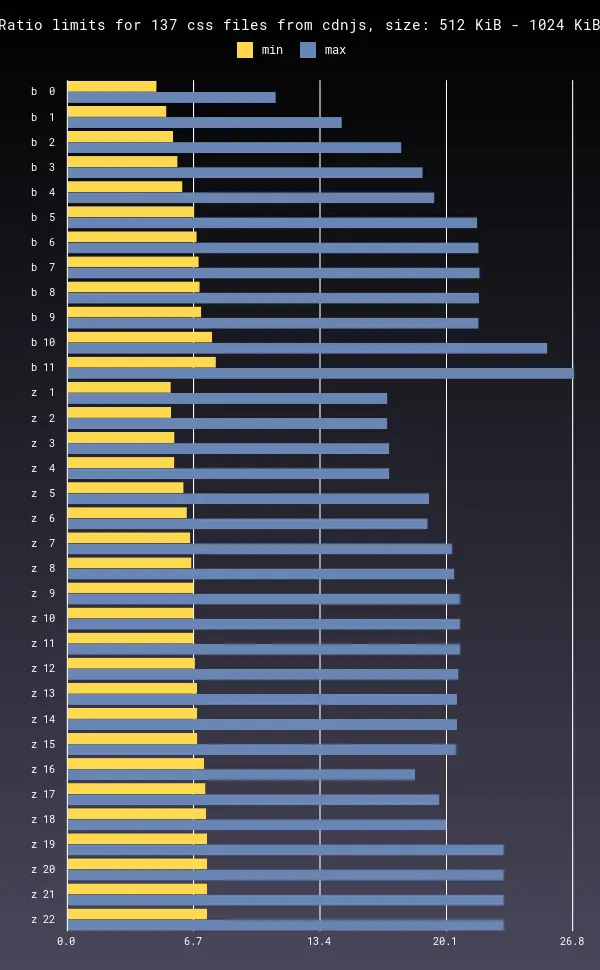 Ratio limits for 137 css files from cdnjs, size: 512 KiB - 1024 KiB
min max
b 0
b 1
b 2
b 3
b 4
b 5
b 6
b 7
b 8
b 9
b 10
b 11
z 1
z 2
z 3
z 4
z 5
z 6
z 7
z 8
z 9
z 10
z 11
z 12
z 13
z 14
z 15
z 16
z 17
z 18
z 19
z 20
z 21
z 22
0.0 6.7 13.4 20.1 26.8